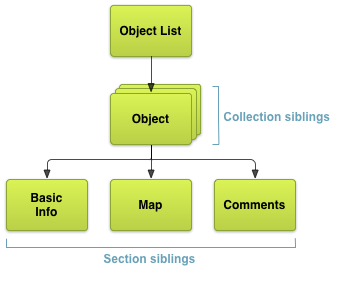 Object List
Object
Collection siblings
Basic
Info
Map
Comments
Section siblings